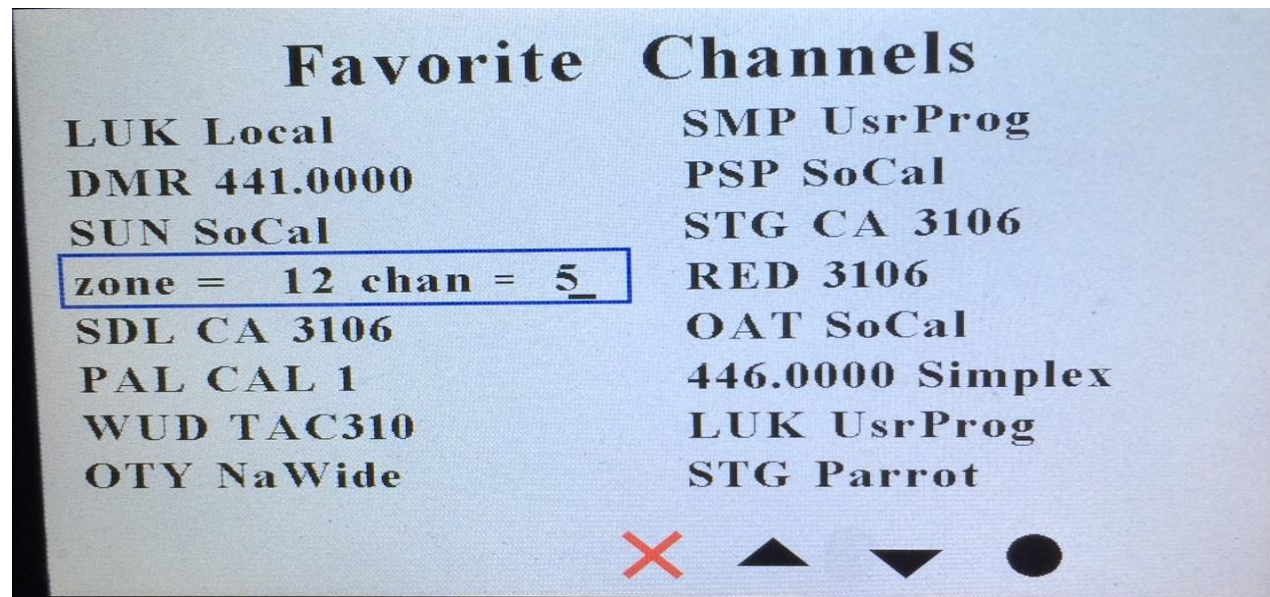 Favorite Channels
LUK Local
DMR 441.0000
SUN SoCal
zone = 12 chan = 5_
SDL CA 3106
PAL CAL 1
WUD TAC310
OTY NaWide
SMP UsrProg
PSP SoCal
STG CA 3106
RED 3106
OAT SoCal
446.0000 Simplex
LUK UsrProg
STG Parrot